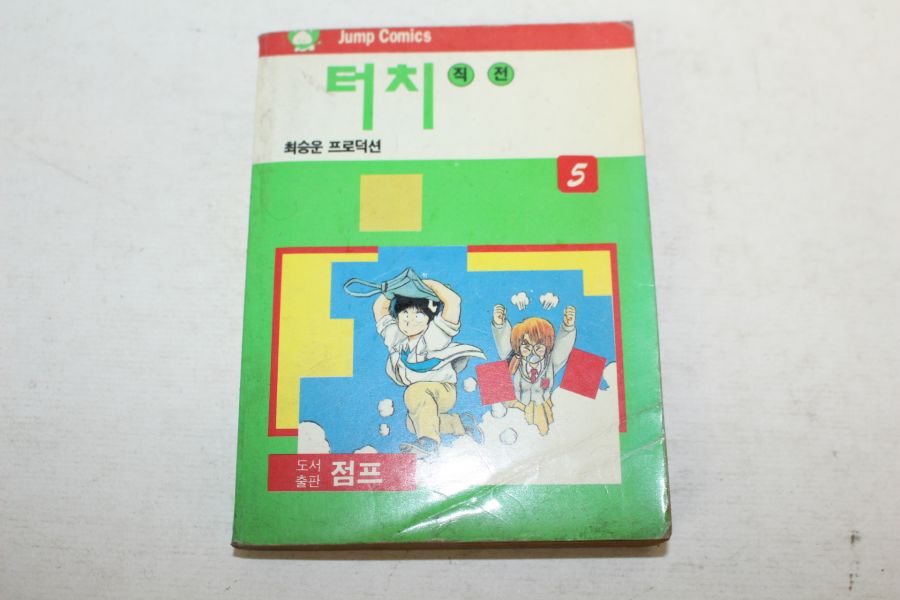 Jump Comics
터치 직전
최승운 프로덕션
5
도서
출판 점프